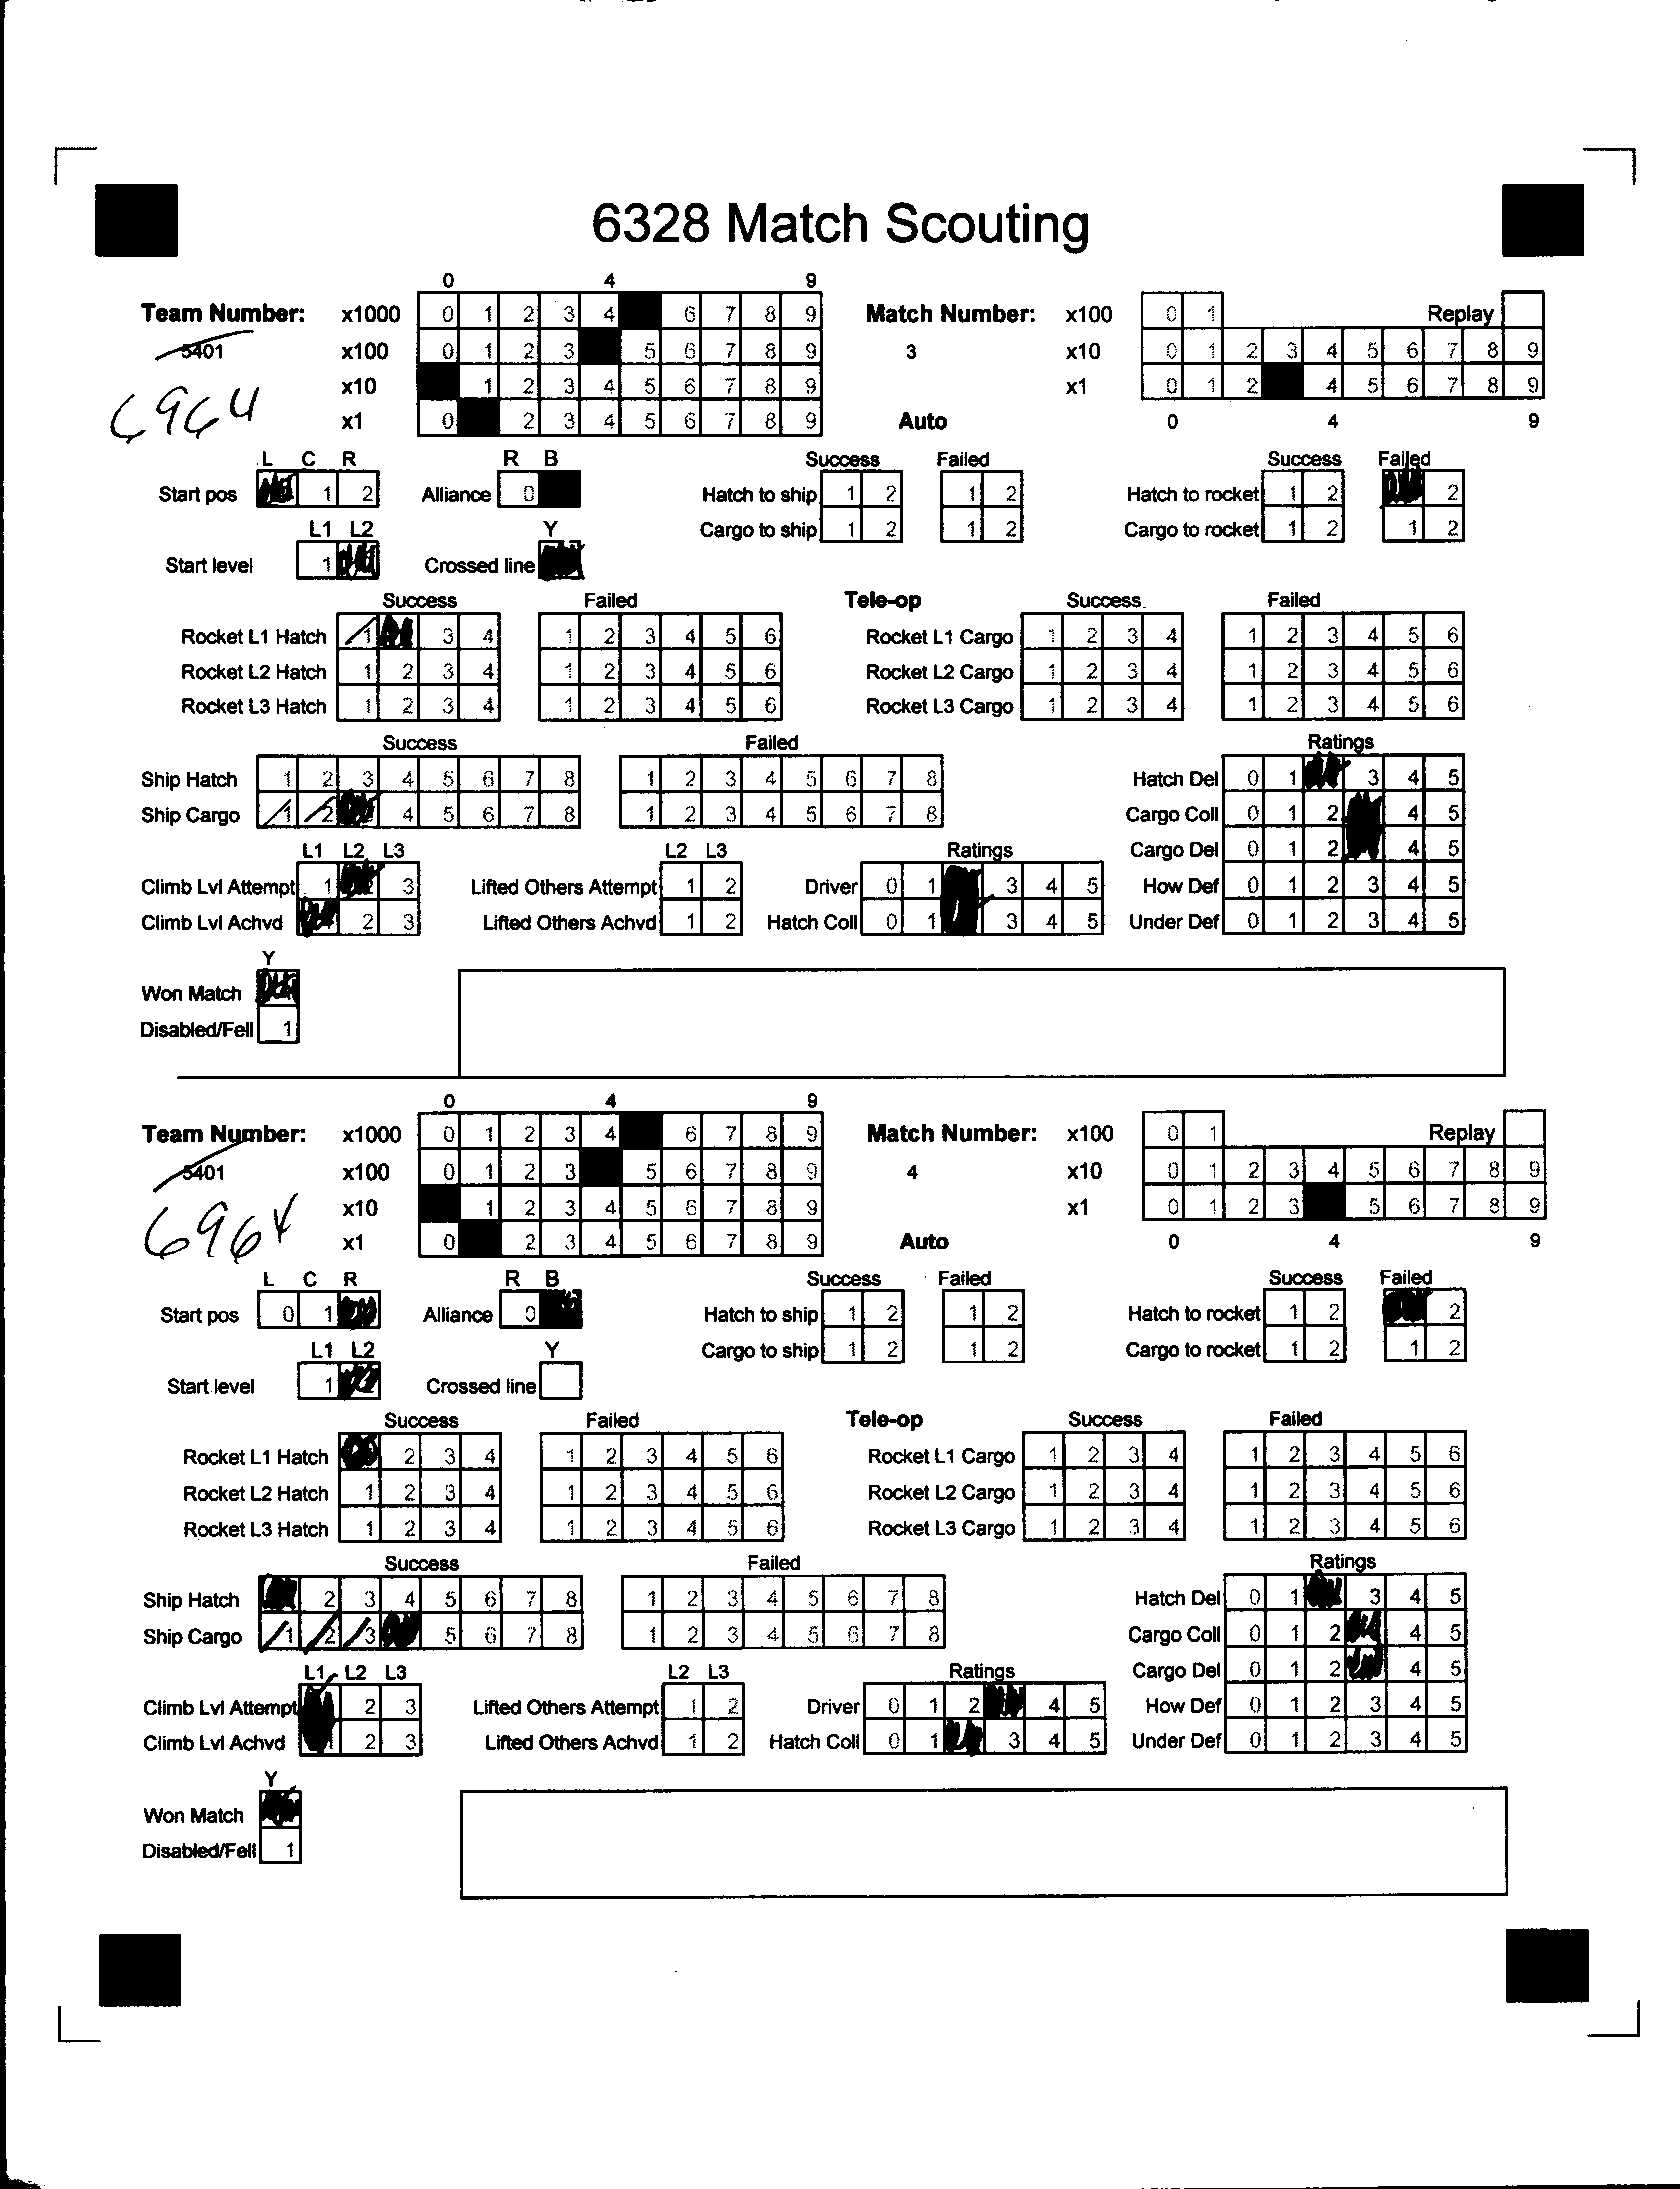 6328 Match Scouting
0 4 9
Team Number: x1000 0 1 2 3 4 6 7 8 9 Match Number: x100 0 1 Replay
5401 x100 0 1 2 3 5 6 7 8 9 3 x10 0 1 2 3 4 5 6 7 8 9
6964 x10 1 2 3 4 5 6 7 8 9 x1 0 1 2 4 5 6 7 8 9
x1 0 2 3 4 5 6 7 8 9 Auto 0 4 9
L C R R B Success Failed Success Failed
Start pos 1 2 Alliance 0 Hatch to ship 1 2 1 2 Hatch to rocket 1 2 2
L1 L2 Y Cargo to ship 1 2 1 2 Cargo to rocket 1 2 1 2
Start level 1 Crossed line
Success Failed Tele-op Success Failed
Rocket L1 Hatch 1 3 4 1 2 3 4 5 6 Rocket L1 Cargo 1 2 3 4 1 2 3 4 5 6
Rocket L2 Hatch 1 2 3 4 1 2 3 4 5 6 Rocket L2 Cargo 1 2 3 4 1 2 3 4 5 6
Rocket L3 Hatch 1 2 3 4 1 2 3 4 5 6 Rocket L3 Cargo 1 2 3 4 1 2 3 4 5 6
Success Failed Ratings
Ship Hatch 1 2 3 4 5 6 7 8 1 2 3 4 5 6 7 8 Hatch Del 0 1 3 4 5
Ship Cargo 1 2 4 5 6 7 8 1 2 3 4 5 6 7 8 Cargo Coll 0 1 2 4 5
L1 L2 L3 L2 L3 Ratings Cargo Del 0 1 2 4 5
Climb Lvl Attempt 1 3 Lifted Others Attempt 1 2 Driver 0 1 3 4 5 How Def 0 1 2 3 4 5
Climb Lvl Achvd 2 3 Lifted Others Achvd 1 2 Hatch Coll 0 1 3 4 5 Under Def 0 1 2 3 4 5
Y
Won Match
Disabled/Fell 1
0 4 9
Team Number: x1000 0 1 2 3 4 6 7 8 9 Match Number: x100 0 1 Replay
5401 x100 0 1 2 3 5 6 7 8 9 4 x10 0 1 2 3 4 5 6 7 8 9
6964 x10 1 2 3 4 5 6 7 8 9 x1 0 1 2 3 5 6 7 8 9
x1 0 2 3 4 5 6 7 8 9 Auto 0 4 9
L C R R B Success Failed Success Failed
Start pos 0 1 Alliance 0 Hatch to ship 1 2 1 2 Hatch to rocket 1 2 2
L1 L2 Y Cargo to ship 1 2 1 2 Cargo to rocket 1 2 1 2
Start level 1 Crossed line
Success Failed Tele-op Success Failed
Rocket L1 Hatch 2 3 4 1 2 3 4 5 6 Rocket L1 Cargo 1 2 3 4 1 2 3 4 5 6
Rocket L2 Hatch 1 2 3 4 1 2 3 4 5 6 Rocket L2 Cargo 1 2 3 4 1 2 3 4 5 6
Rocket L3 Hatch 1 2 3 4 1 2 3 4 5 6 Rocket L3 Cargo 1 2 3 4 1 2 3 4 5 6
Success Failed Ratings
Ship Hatch 2 3 4 5 6 7 8 1 2 3 4 5 6 7 8 Hatch Del 0 1 3 4 5
Ship Cargo 1 2 3 5 6 7 8 1 2 3 4 5 6 7 8 Cargo Coll 0 1 2 4 5
L1 L2 L3 L2 L3 Ratings Cargo Del 0 1 2 4 5
Climb Lvl Attempt 2 3 Lifted Others Attempt 1 2 Driver 0 1 2 4 5 How Def 0 1 2 3 4 5
Climb Lvl Achvd 2 3 Lifted Others Achvd 1 2 Hatch Coll 0 1 3 4 5 Under Def 0 1 2 3 4 5
Y
Won Match
Disabled/Fell 1